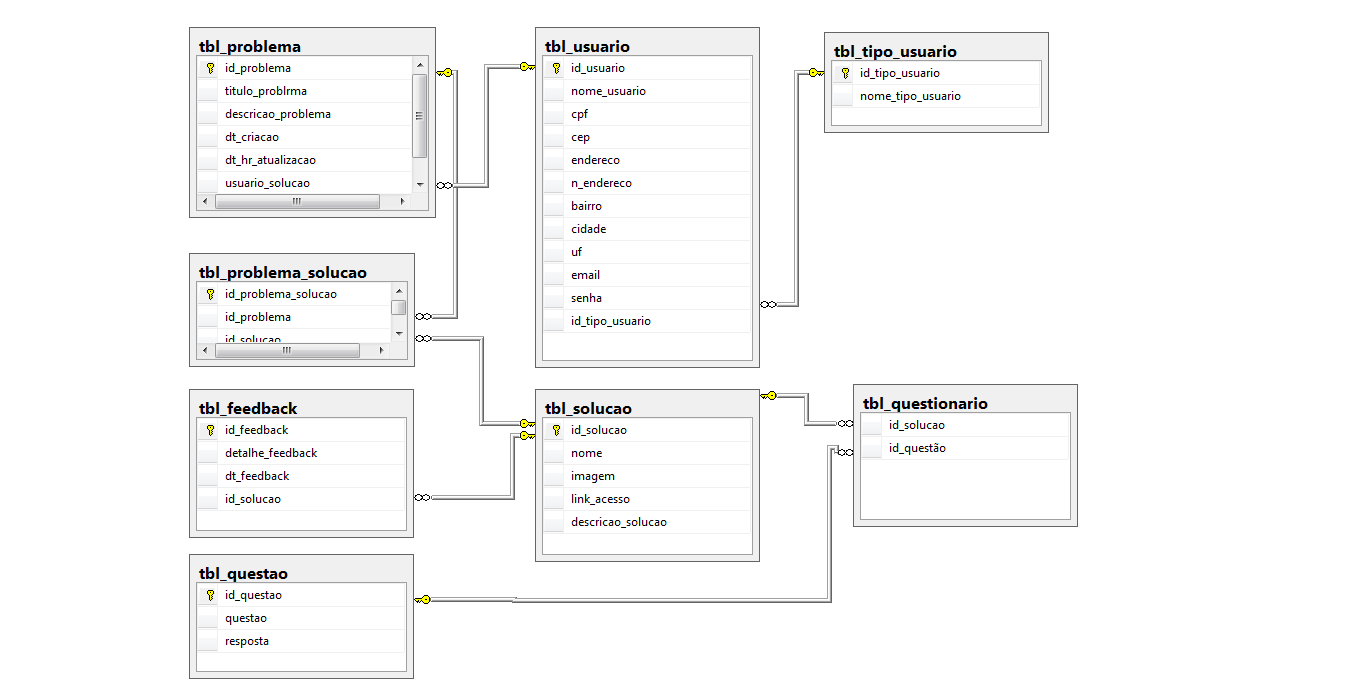 tbl_problema
id_problema
titulo_problrma
descricao_problema
dt_criacao
dt_hr_atualizacao
usuario_solucao
tbl_usuario
id_usuario
nome_usuario
cpf
cep
endereco
n_endereco
bairro
cidade
uf
email
senha
id_tipo_usuario
tbl_tipo_usuario
id_tipo_usuario
nome_tipo_usuario
tbl_problema_solucao
id_problema_solucao
id_problema
id_solucao
tbl_feedback
id_feedback
detalhe_feedback
dt_feedback
id_solucao
tbl_solucao
id_solucao
nome
imagem
link_acesso
descricao_solucao
tbl_questionario
id_solucao
id_questão
tbl_questao
id_questao
questao
resposta